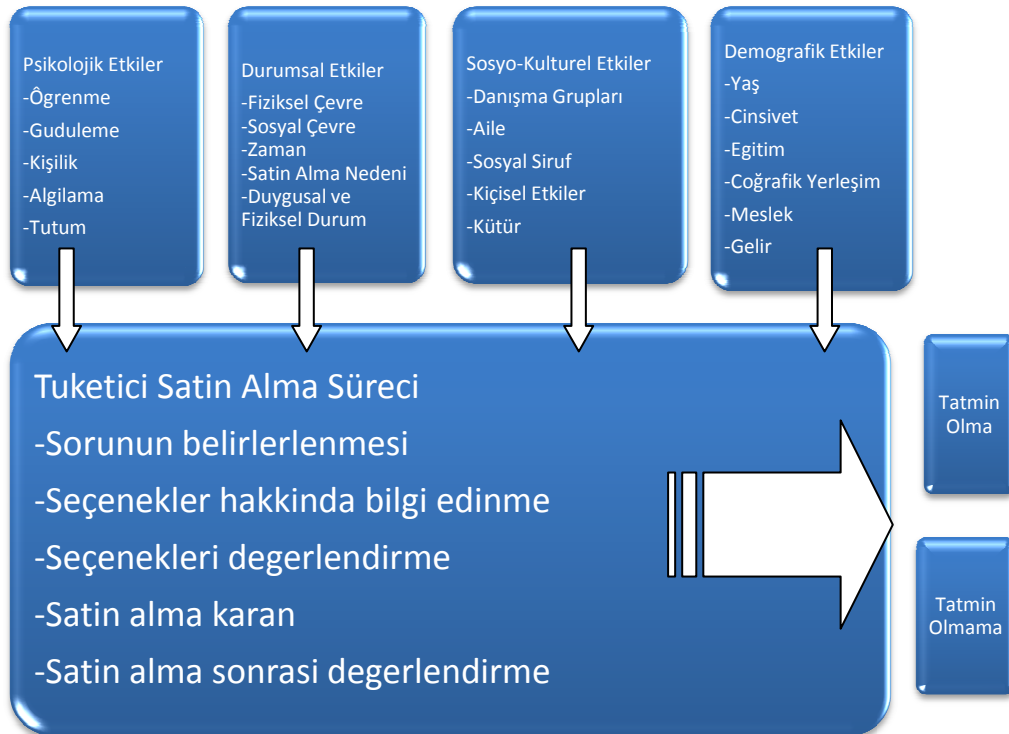 Psikolojik Etkiler
-Ôgrenme
-Guduleme
-Kişilik
-Algilama
-Tutum
Durumsal Etkiler
-Fiziksel Çevre
-Sosyal Çevre
-Zaman
-Satin Alma Nedeni
-Duygusal ve
Fiziksel Durum
Sosyo-Kulturel Etkiler
-Danışma Grupları
-Aile
-Sosyal Siruf
-Kiçisel Etkiler
-Kütür
Demografik Etkiler
-Yaş
-Cinsivet
-Egitim
-Coğrafik Yerleşim
-Meslek
-Gelir
Tuketici Satin Alma Süreci
-Sorunun belirlerlenmesi
-Seçenekler hakkinda bilgi edinme
-Seçenekleri degerlendirme
-Satin alma karan
-Satin alma sonrasi degerlendirme
Tatmin
Olma
Tatmin
Olmama